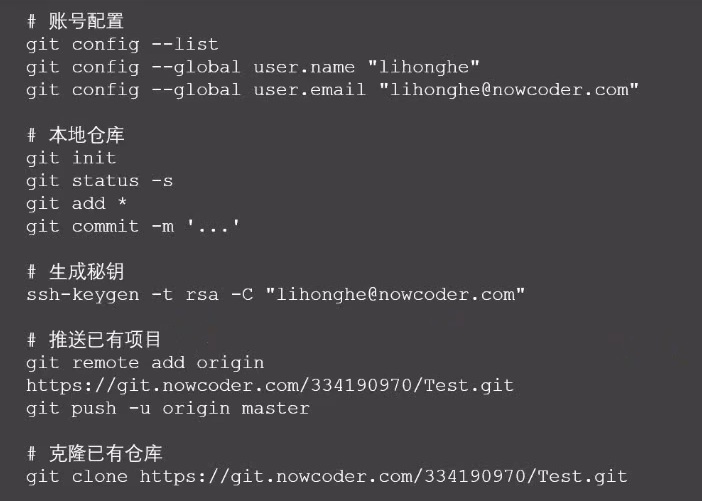 # 账号配置
git config --list
git config --global user.name "lihonghe"
git config --global user.email "lihonghe@nowcoder.com"
# 本地仓库
git init
git status -s
git add *
git commit -m '...'
# 生成秘钥
ssh-keygen -t rsa -C "lihonghe@nowcoder.com"
# 推送已有项目
git remote add origin
https://git.nowcoder.com/334190970/Test.git
git push -u origin master
# 克隆已有仓库
git clone https://git.nowcoder.com/334190970/Test.git